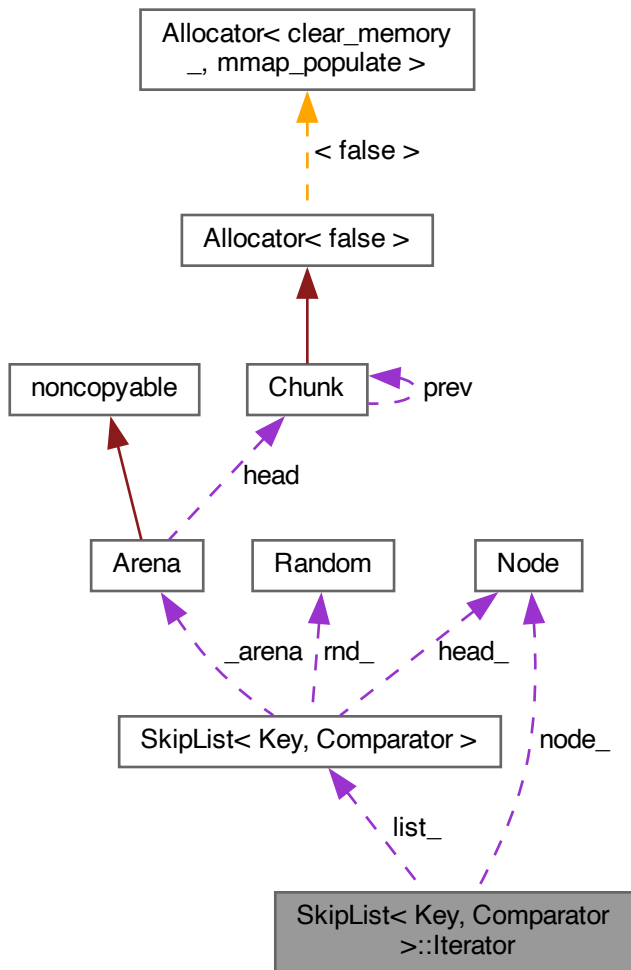 Allocator< clear_memory
_, mmap_populate >
< false >
Allocator< false >
noncopyable
Chunk
prev
head
Arena
Random
Node
_arena
rnd_
head_
SkipList< Key, Comparator >
node_
list_
SkipList< Key, Comparator
>::Iterator